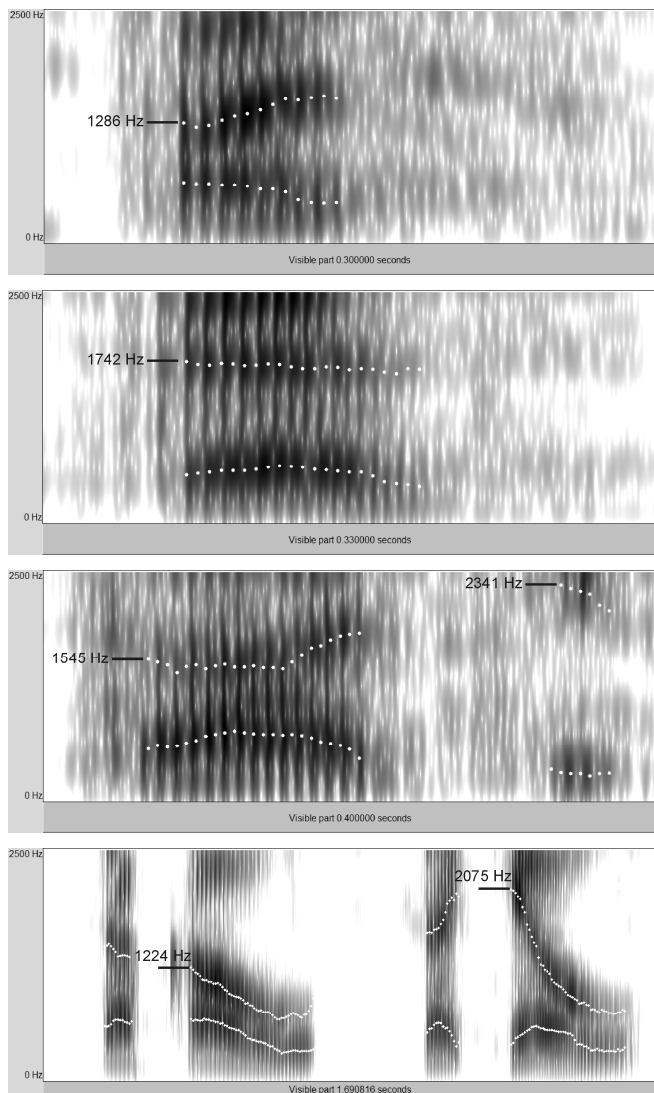 2500 Hz
1286 Hz
0 Hz
Visible part 0.300000 seconds
2500 Hz
1742 Hz
0 Hz
Visible part 0.330000 seconds
2500 Hz
2341 Hz
1545 Hz
0 Hz
Visible part 0.400000 seconds
2500 Hz
2075 Hz
1224 Hz
0 Hz
Visible part 1.690816 seconds